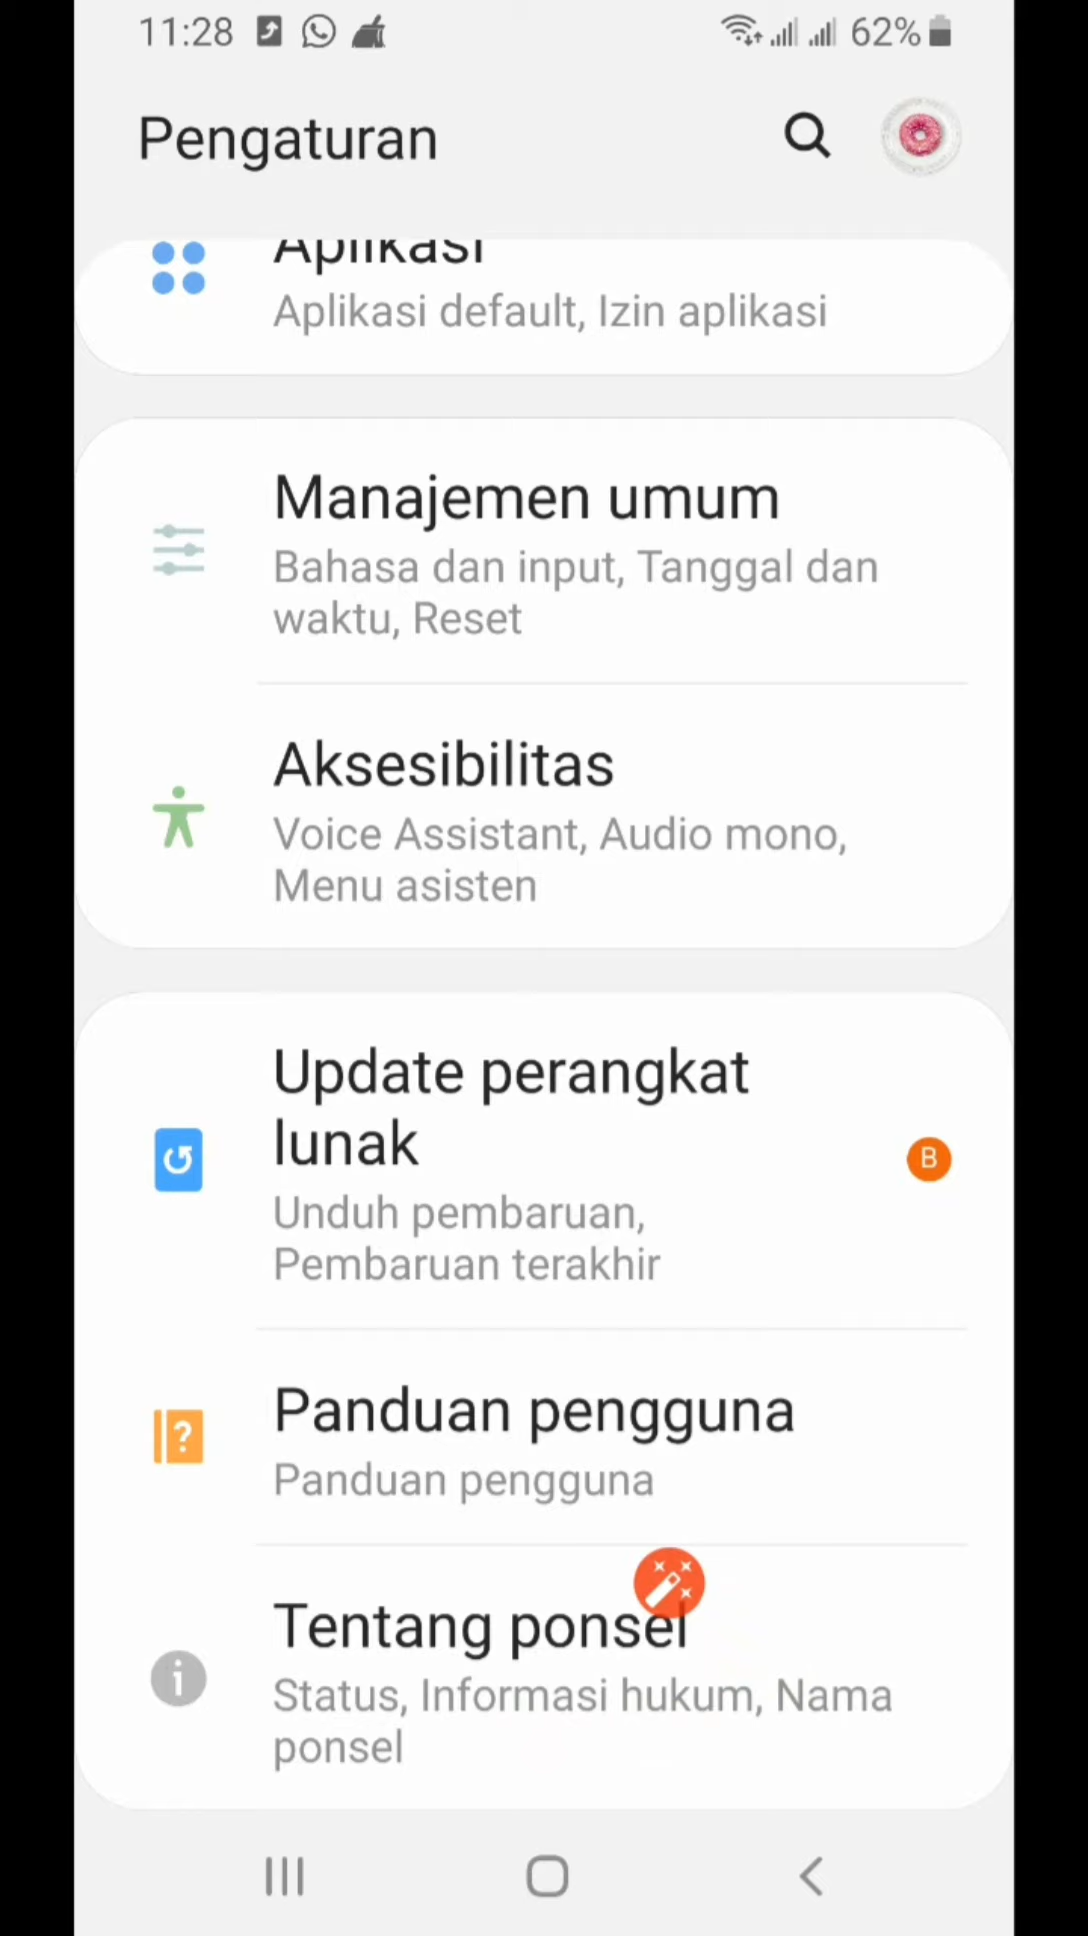 11:28
62%
Pengaturan
Aplikasi
Aplikasi default, Izin aplikasi
Manajemen umum
Bahasa dan input, Tanggal dan
waktu, Reset
Aksesibilitas
Voice Assistant, Audio mono,
Menu asisten
Update perangkat
lunak
B
Unduh pembaruan,
Pembaruan terakhir
Panduan pengguna
Panduan pengguna
Tentang ponsel
Status, Informasi hukum, Nama
ponsel